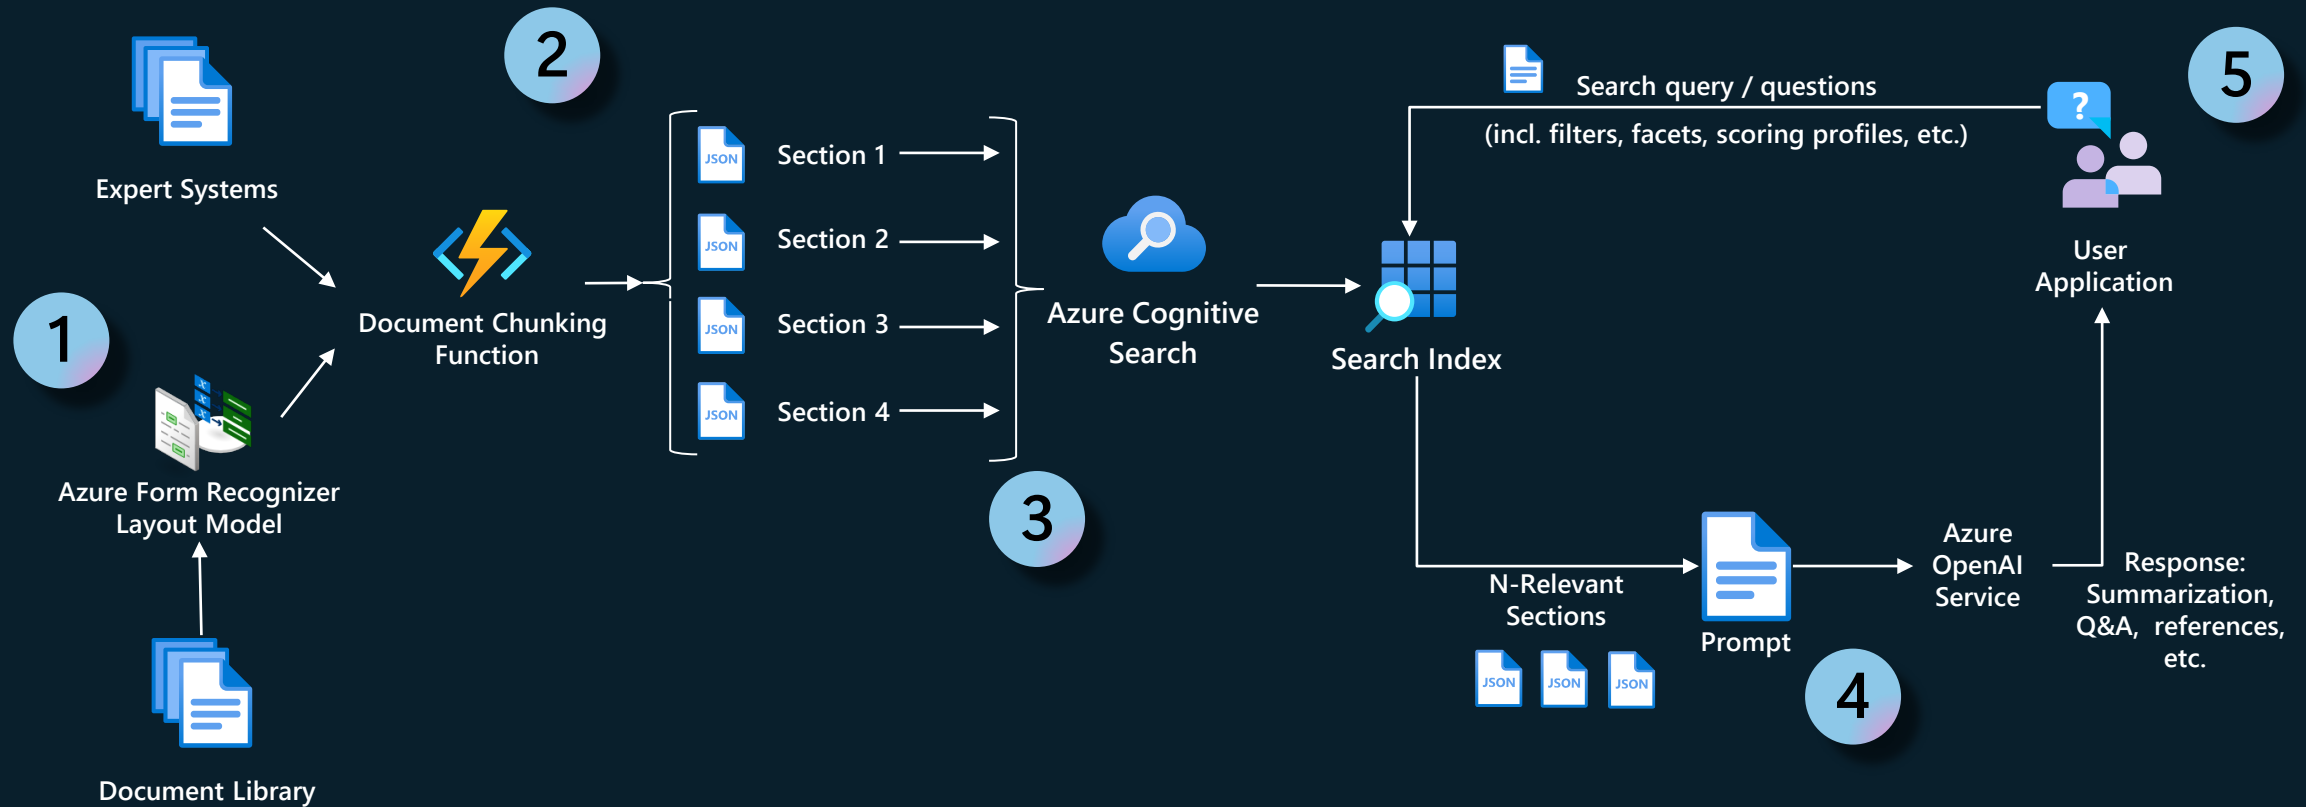 1
Expert Systems
Azure Form Recognizer
Layout Model
Document Library
2
Document Chunking
Function
JSON
Section 1
JSON
Section 2
JSON
Section 3
JSON
Section 4
3
Azure Cognitive
Search
Search query / questions
(incl. filters, facets, scoring profiles, etc.)
Search Index
N-Relevant
Sections
JSON
JSON
JSON
Prompt
4
Azure
OpenAI
Service
Response:
Summarization,
Q&A, references,
etc.
5
?
User
Application